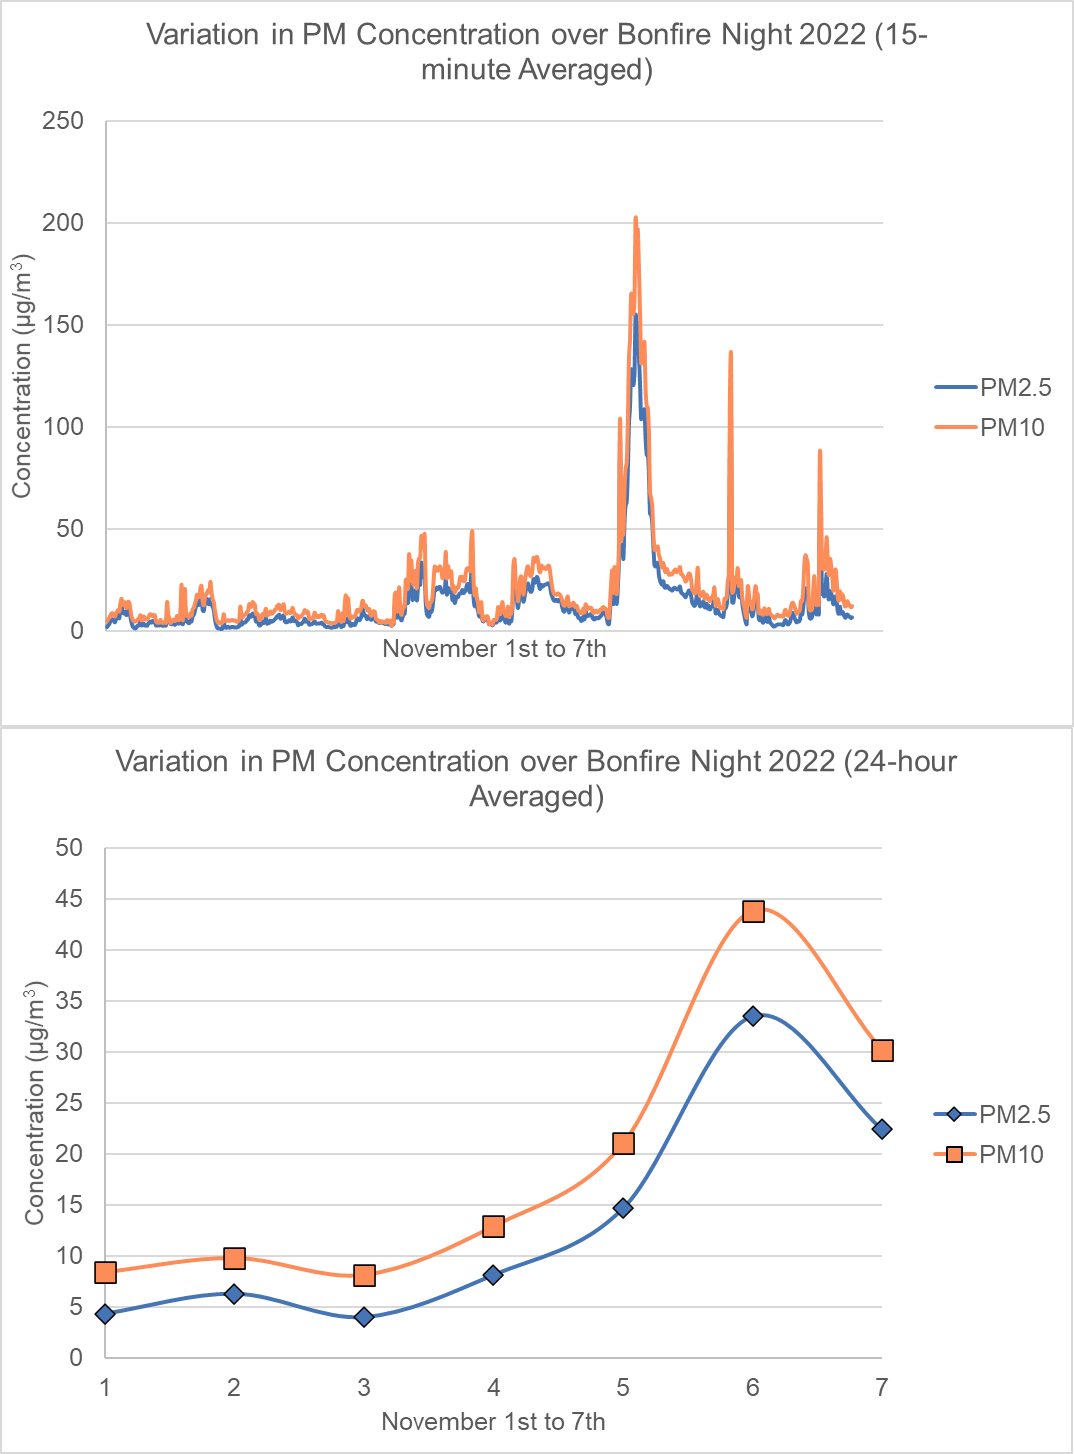 Variation in PM Concentration over Bonfire Night 2022 (15-
minute Averaged)
250
200
150
100
50
0
Concentration (µg/m³)
November 1st to 7th
PM2.5
PM10
Variation in PM Concentration over Bonfire Night 2022 (24-hour
Averaged)
50
45
40
35
30
25
20
15
10
5
0
Concentration (µg/m³)
1 2 3 4 5 6 7
November 1st to 7th
PM2.5
PM10